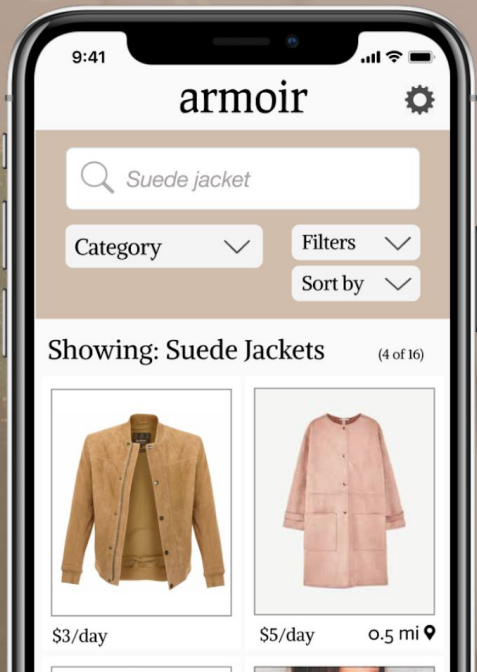 9:41
armoir
Suede jacket
Category
Filters
Sort by
Showing: Suede Jackets (4 of 16)
$3/day
$5/day 0.5 mi